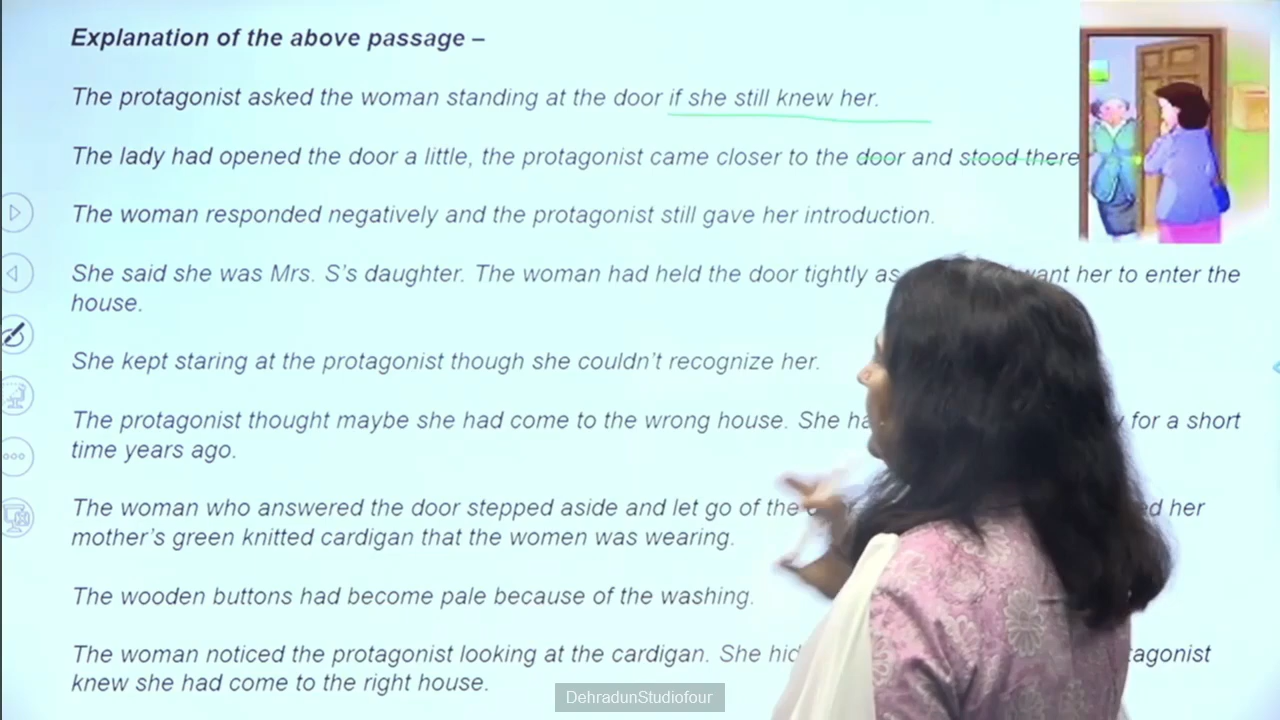 Explanation of the above passage –
The protagonist asked the woman standing at the door if she still knew her.
The lady had opened the door a little, the protagonist came closer to the door and stood there
The woman responded negatively and the protagonist still gave her introduction.
She said she was Mrs. S's daughter. The woman had held the door tightly as want her to enter the
house.
She kept staring at the protagonist though she couldn't recognize her.
The protagonist thought maybe she had come to the wrong house. She for a short
time years ago.
The woman who answered the door stepped aside and let go of the her
mother's green knitted cardigan that the women was wearing.
The wooden buttons had become pale because of the washing.
The woman noticed the protagonist looking at the cardigan. She
knew she had come to the right house.
DehradunStudiofour